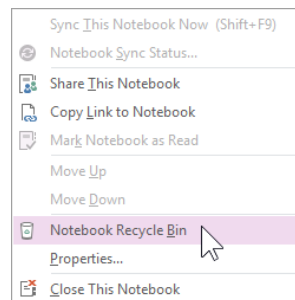 Sync This Notebook Now (Shift+F9)
Notebook Sync Status...
Share This Notebook
Copy Link to Notebook
Mark Notebook as Read
Move Up
Move Down
Notebook Recycle Bin
Properties...
Close This Notebook